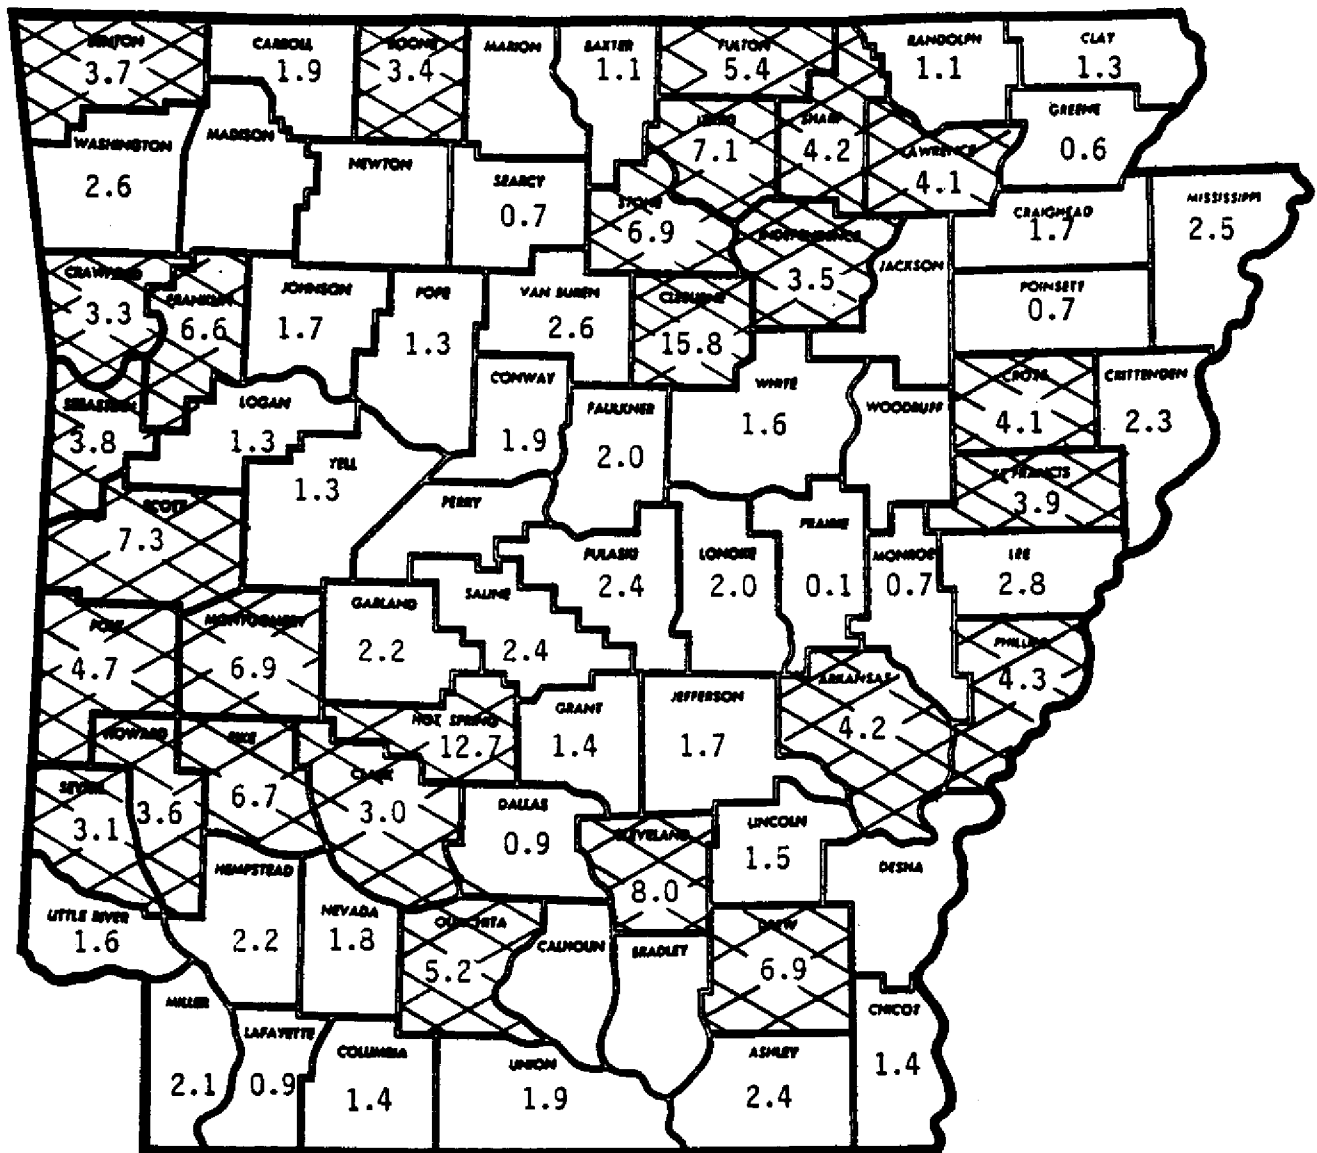 BENTON
3.7
CARROLL
1.9
BOONE
3.4
MARION
BAXTER
1.1
FULTON
5.4
RANDOLPH
1.1
CLAY
1.3
GREENE
0.6
WASHINGTON
2.6
MADISON
NEWTON
SEARCY
0.7
IZARD
7.1
SHARP
4.2
LAWRENCE
4.1
STONE
6.9
INDEPENDENCE
3.5
JACKSON
CRAIGHEAD
1.7
MISSISSIPPI
2.5
POINSETT
0.7
CRAWFORD
3.3
FRANKLIN
6.6
JOHNSON
1.7
POPE
1.3
VAN BUREN
2.6
CLEBURNE
15.8
CONWAY
1.9
WHITE
1.6
WOODRUFF
CROSS
4.1
CRITTENDEN
2.3
SEBASTIAN
3.8
LOGAN
1.3
FAULKNER
2.0
YELL
1.3
ST FRANCIS
3.9
SCOTT
7.3
PERRY
PULASKI
2.4
LONOKE
2.0
PRAIRIE
0.1
MONROE
0.7
LEE
2.8
POLK
4.7
MONTGOMERY
6.9
GARLAND
2.2
SALINE
2.4
PHILLIPS
4.3
ARKANSAS
4.2
HOT SPRING
12.7
GRANT
1.4
JEFFERSON
1.7
HOWARD
3.6
PIKE
6.7
CLARK
3.0
SEVIER
3.1
DALLAS
0.9
CLEVELAND
8.0
LINCOLN
1.5
DESHA
HEMPSTEAD
2.2
NEVADA
1.8
LITTLE RIVER
1.6
OUACHITA
5.2
CALHOUN
BRADLEY
DREW
6.9
MILLER
2.1
LAFAYETTE
0.9
COLUMBIA
1.4
UNION
1.9
ASHLEY
2.4
CHICOT
1.4